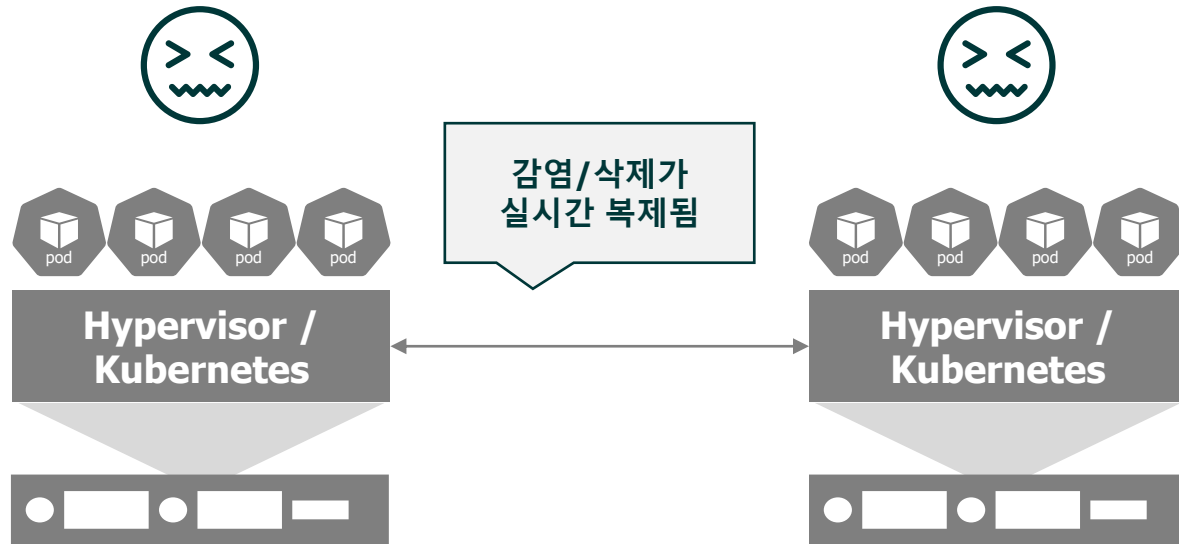 감염/삭제가
실시간 복제됨
pod
pod
pod
pod
pod
pod
pod
pod
Hypervisor /
Kubernetes
Hypervisor /
Kubernetes